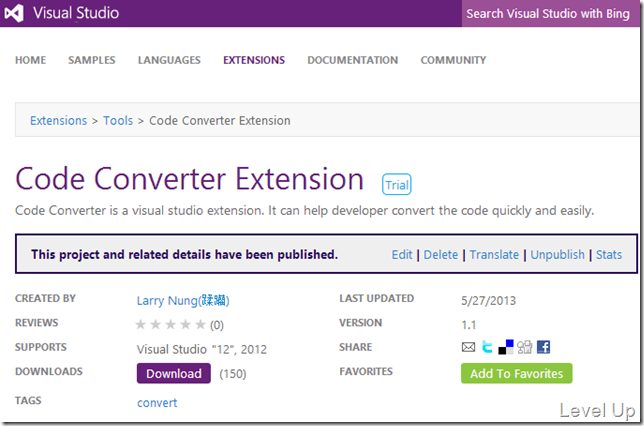 Visual Studio
Search Visual Studio with Bing
HOME SAMPLES LANGUAGES EXTENSIONS DOCUMENTATION COMMUNITY
Extensions > Tools > Code Converter Extension
Code Converter Extension Trial
Code Converter is a visual studio extension. It can help developer convert the code quickly and easily.
This project and related details have been published. Edit | Delete | Translate | Unpublish | Stats
CREATED BY Larry Nung(蹂躪) LAST UPDATED 5/27/2013
REVIEWS (0) VERSION 1.1
SUPPORTS Visual Studio "12", 2012 SHARE
DOWNLOADS Download (150) FAVORITES Add To Favorites
TAGS convert
Level Up